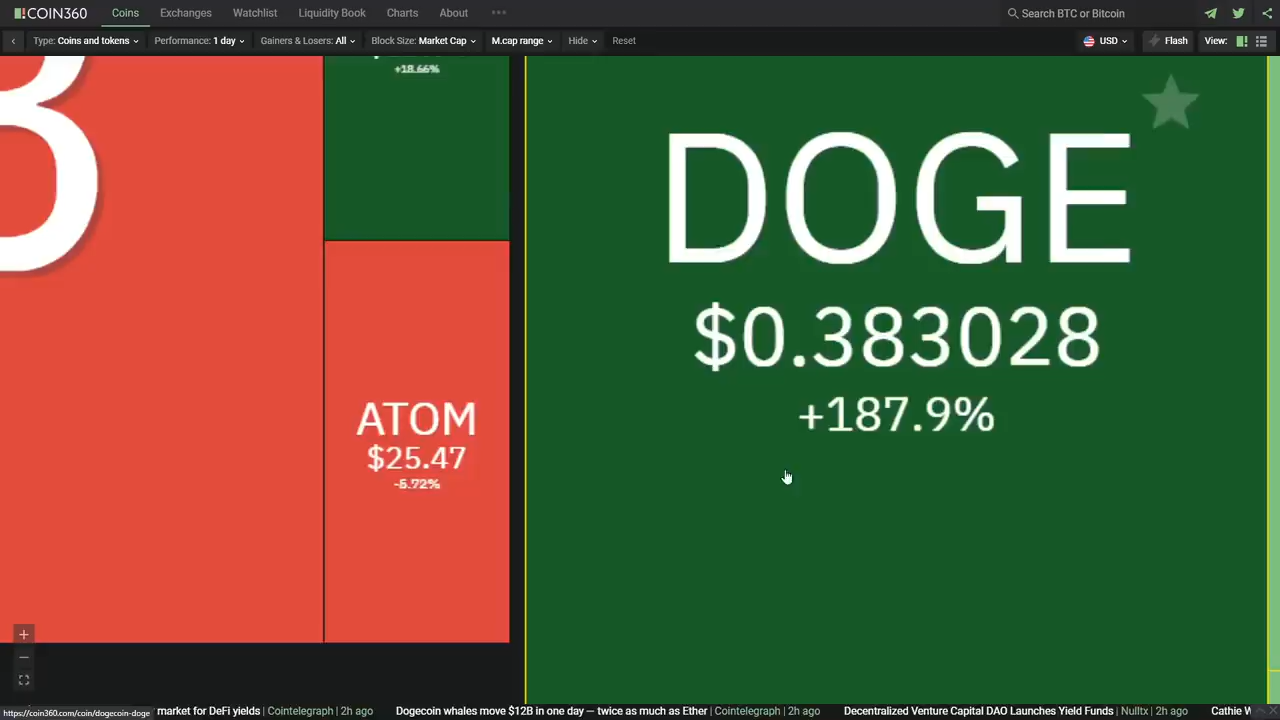 COIN360 Coins Exchanges Watchlist Liquidity Book Charts About Search BTC or Bitcoin
Type: Coins and tokens Performance: 1 day Gainers & Losers: All Block Size: Market Cap M.cap range Hide Reset USD Flash View:
B
+18.66%
DOGE
$0.383028
+187.9%
ATOM
$25.47
-5.72%
https://coin360.com/coin/dogecoin-doge market for DeFi yields | Cointelegraph | 2h ago Dogecoin whales move $12B in one day — twice as much as Ether | Cointelegraph | 2h ago Decentralized Venture Capital DAO Launches Yield Funds | Nulltx | 2h ago Cathie W